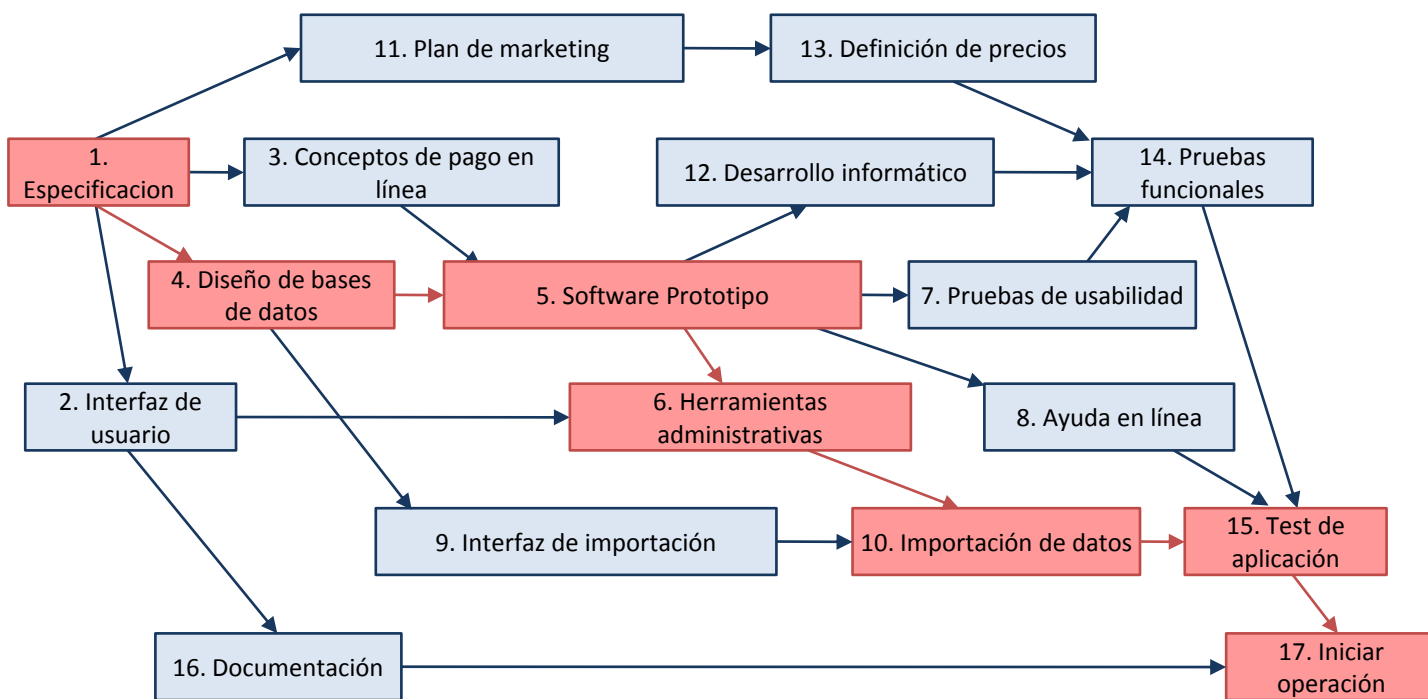 11. Plan de marketing
13. Definición de precios
1.
Especificacion
3. Conceptos de pago en
línea
12. Desarrollo informático
14. Pruebas
funcionales
4. Diseño de bases
de datos
5. Software Prototipo
7. Pruebas de usabilidad
2. Interfaz de
usuario
6. Herramientas
administrativas
8. Ayuda en línea
9. Interfaz de importación
10. Importación de datos
15. Test de
aplicación
16. Documentación
17. Iniciar
operación